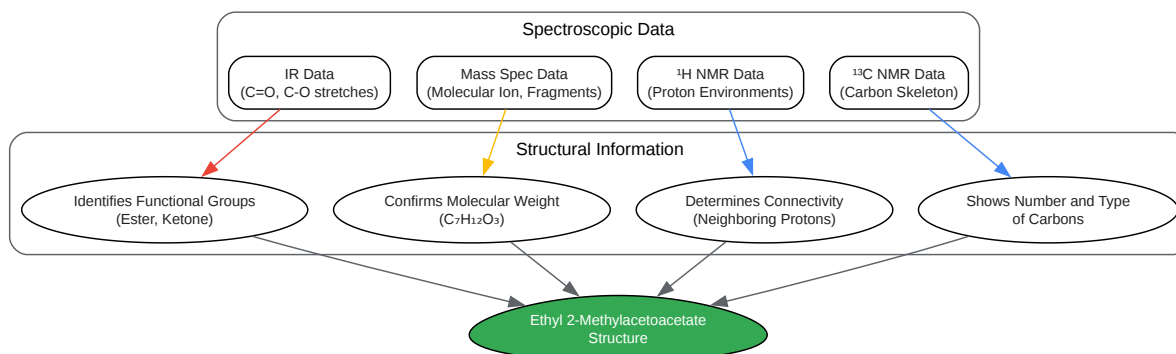 Spectroscopic Data
IR Data
(C=O, C-O stretches)
Mass Spec Data
(Molecular Ion, Fragments)
¹H NMR Data
(Proton Environments)
¹³C NMR Data
(Carbon Skeleton)
Structural Information
Identifies Functional Groups
(Ester, Ketone)
Confirms Molecular Weight
(C₇H₁₂O₃)
Determines Connectivity
(Neighboring Protons)
Shows Number and Type
of Carbons
Ethyl 2-Methylacetoacetate
Structure